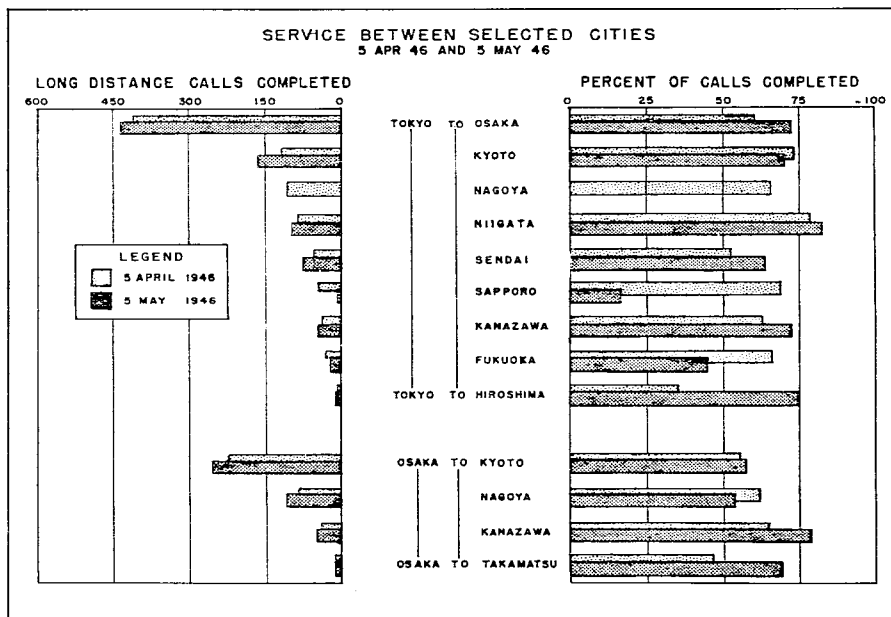 SERVICE BETWEEN SELECTED CITIES
5 APR 46 AND 5 MAY 46
LONG DISTANCE CALLS COMPLETED
PERCENT OF CALLS COMPLETED
600 450 300 150 0
0 25 50 75 100
TOKYO TO OSAKA
KYOTO
NAGOYA
NIIGATA
SENDAI
SAPPORO
KANAZAWA
FUKUOKA
TOKYO TO HIROSHIMA
OSAKA TO KYOTO
NAGOYA
KANAZAWA
OSAKA TO TAKAMATSU
LEGEND
5 APRIL 1946
5 MAY 1946